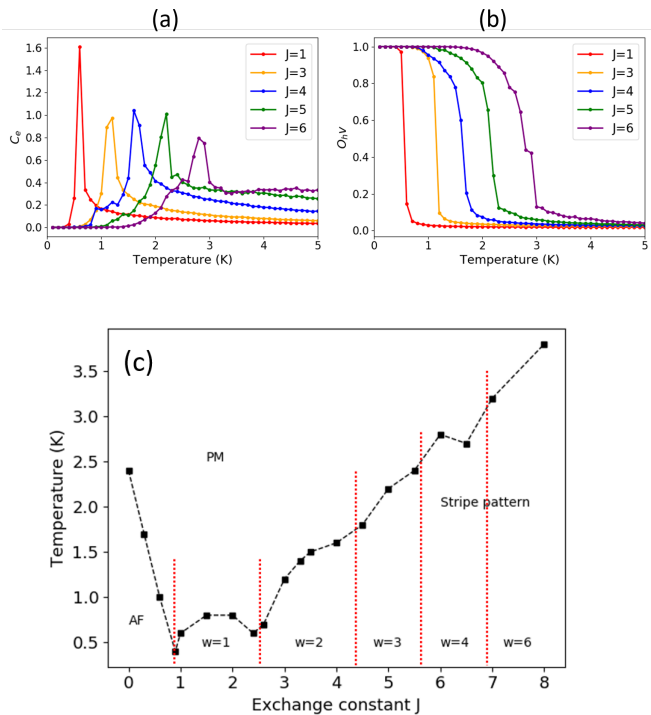 (a)
(b)
1.6
1.4
1.2
1.0
0.8
0.6
0.4
0.2
0.0
C_e
J=1
J=3
J=4
J=5
J=6
0 1 2 3 4 5
Temperature (K)
1.0
0.8
0.6
0.4
0.2
0.0
O_hv
J=1
J=3
J=4
J=5
J=6
0 1 2 3 4 5
Temperature (K)
(c)
3.5
3.0
2.5
2.0
1.5
1.0
0.5
Temperature (K)
PM
Stripe pattern
AF
w=1 w=2 w=3 w=4 w=6
0 1 2 3 4 5 6 7 8
Exchange constant J